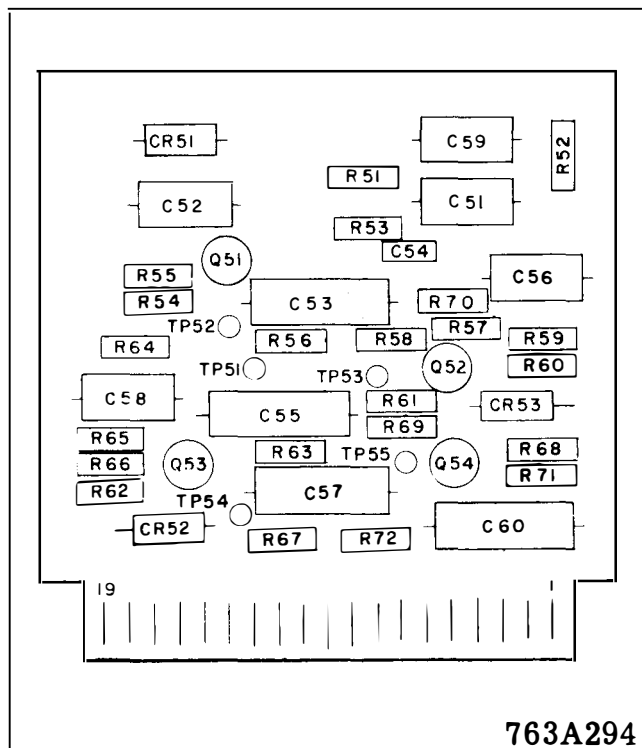 CR51 C59 R52
R51
C52 C51
R53
C54
Q51
R55 C56
R54 C53 R70
TP52 R57
R64 R56 R58 R59
TP51 TP53 Q52 R60
C58 R61 CR53
C55
R65 R69
R66 Q53 R63 TP55 Q54 R68
R62 C57 R71
TP54
CR52 R67 R72 C60
19 1
763A294